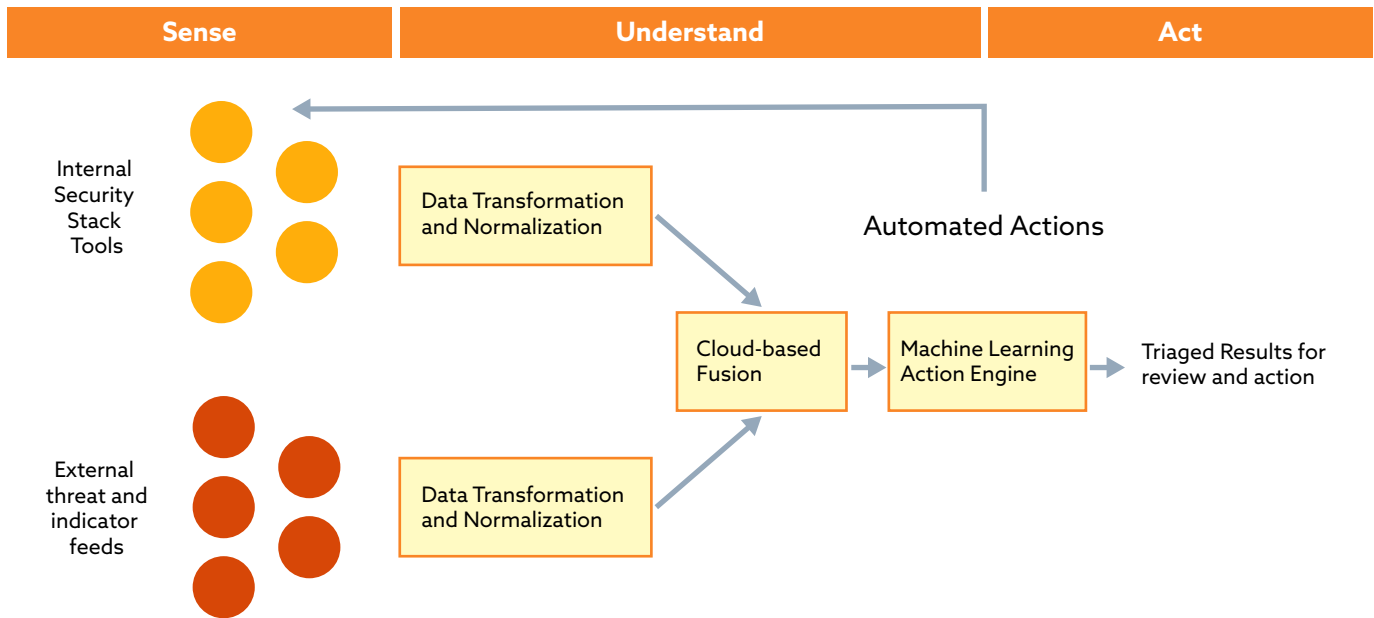 Sense
Understand
Act
Internal
Security
Stack
Tools
Data Transformation
and Normalization
Automated Actions
Cloud-based
Fusion
Machine Learning
Action Engine
Triaged Results for
review and action
External
threat and
indicator
feeds
Data Transformation
and Normalization